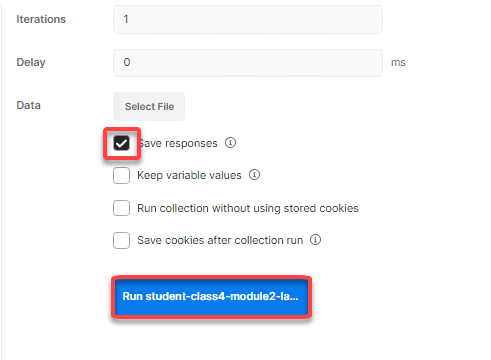 Iterations
1
Delay
0
ms
Data
Select File
Save responses
Keep variable values
Run collection without using stored cookies
Save cookies after collection run
Run student-class4-module2-la...